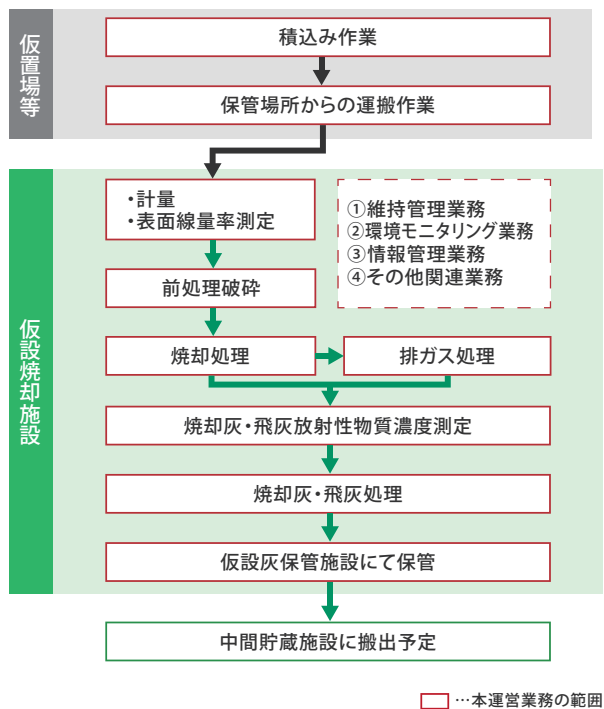 仮置場等
積込み作業
保管場所からの運搬作業
仮設焼却施設
・計量
・表面線量率測定
①維持管理業務
②環境モニタリング業務
③情報管理業務
④その他関連業務
前処理破砕
焼却処理
排ガス処理
焼却灰・飛灰放射性物質濃度測定
焼却灰・飛灰処理
仮設灰保管施設にて保管
中間貯蔵施設に搬出予定
…本運営業務の範囲